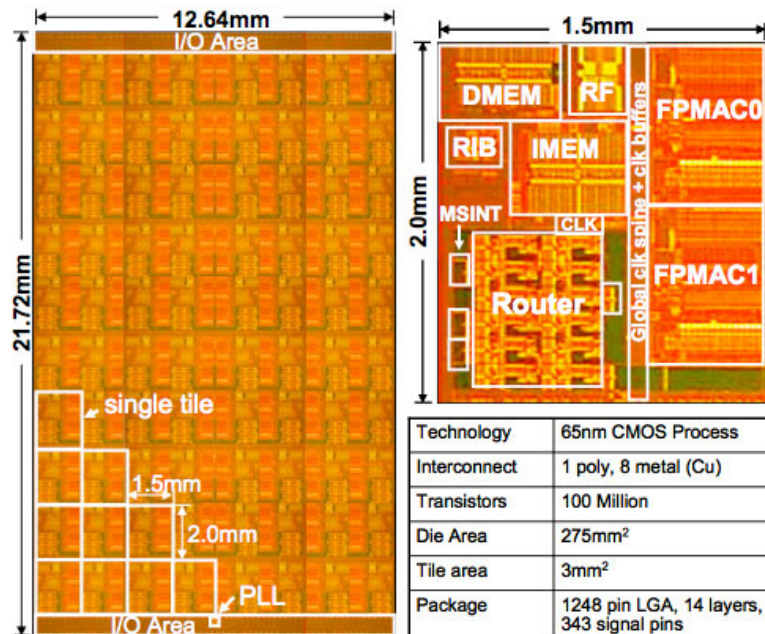 12.64mm
I/O Area
21.72mm
single tile
1.5mm
2.0mm
PLL
I/O Area
1.5mm
2.0mm
DMEM
RF
FPMAC0
RIB
IMEM
MSINT
CLK
Global clk spine + clk buffers
Router
FPMAC1
Technology 65nm CMOS Process
Interconnect 1 poly, 8 metal (Cu)
Transistors 100 Million
Die Area 275mm²
Tile area 3mm²
Package 1248 pin LGA, 14 layers,
343 signal pins